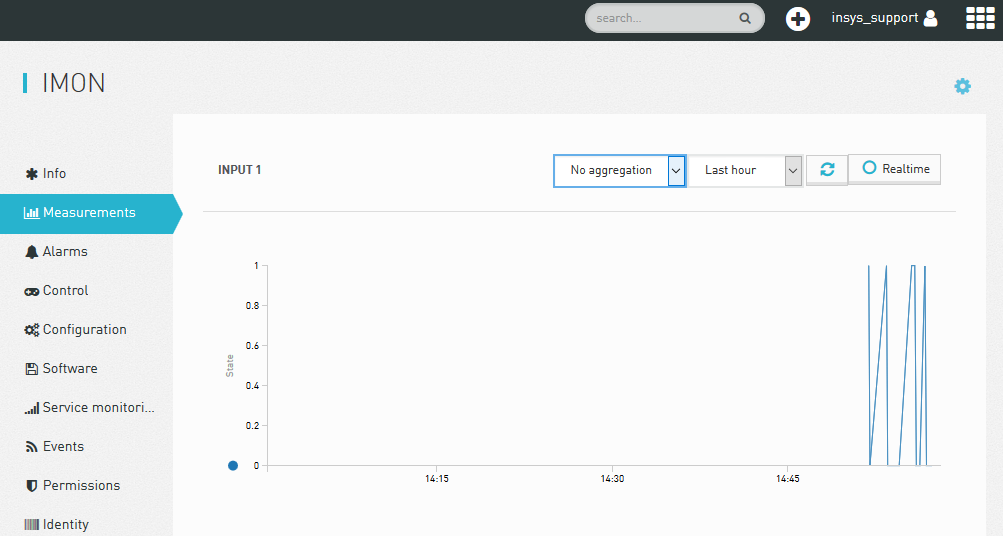 search...
insys_support
IMON
INPUT 1
No aggregation
Last hour
Realtime
Info
Measurements
Alarms
Control
Configuration
Software
Service monitori...
Events
Permissions
Identity
State
1
0.8
0.6
0.4
0.2
0
14:15
14:30
14:45